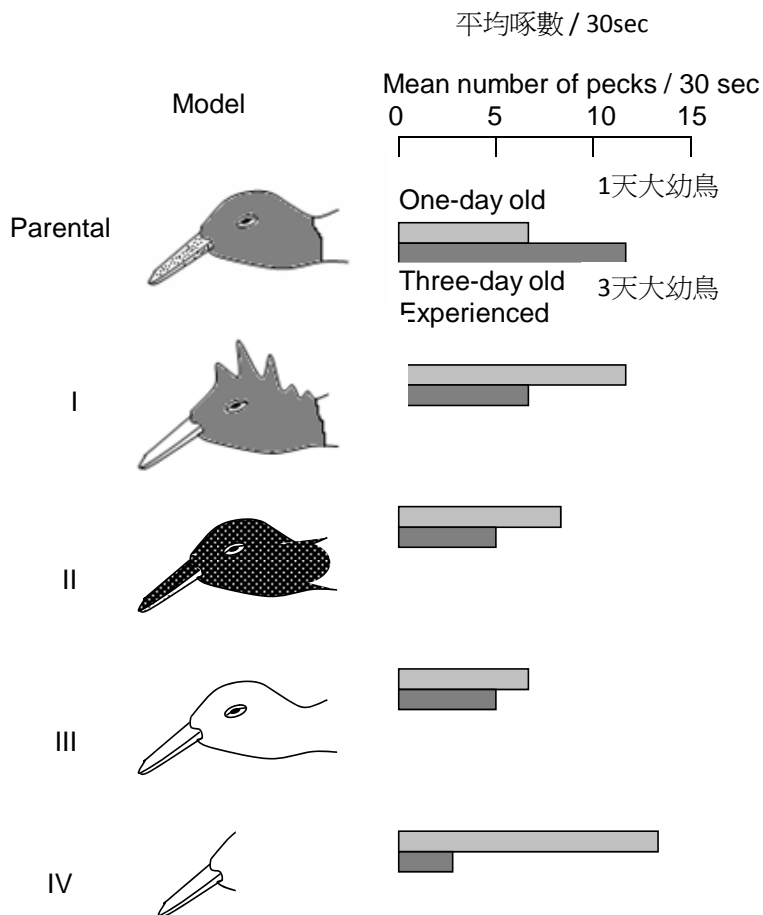 平均啄數 / 30sec
Mean number of pecks / 30 sec
Model
0 5 10 15
1天大幼鳥
One-day old
Parental
Three-day old
3天大幼鳥
Experienced
I
II
III
IV